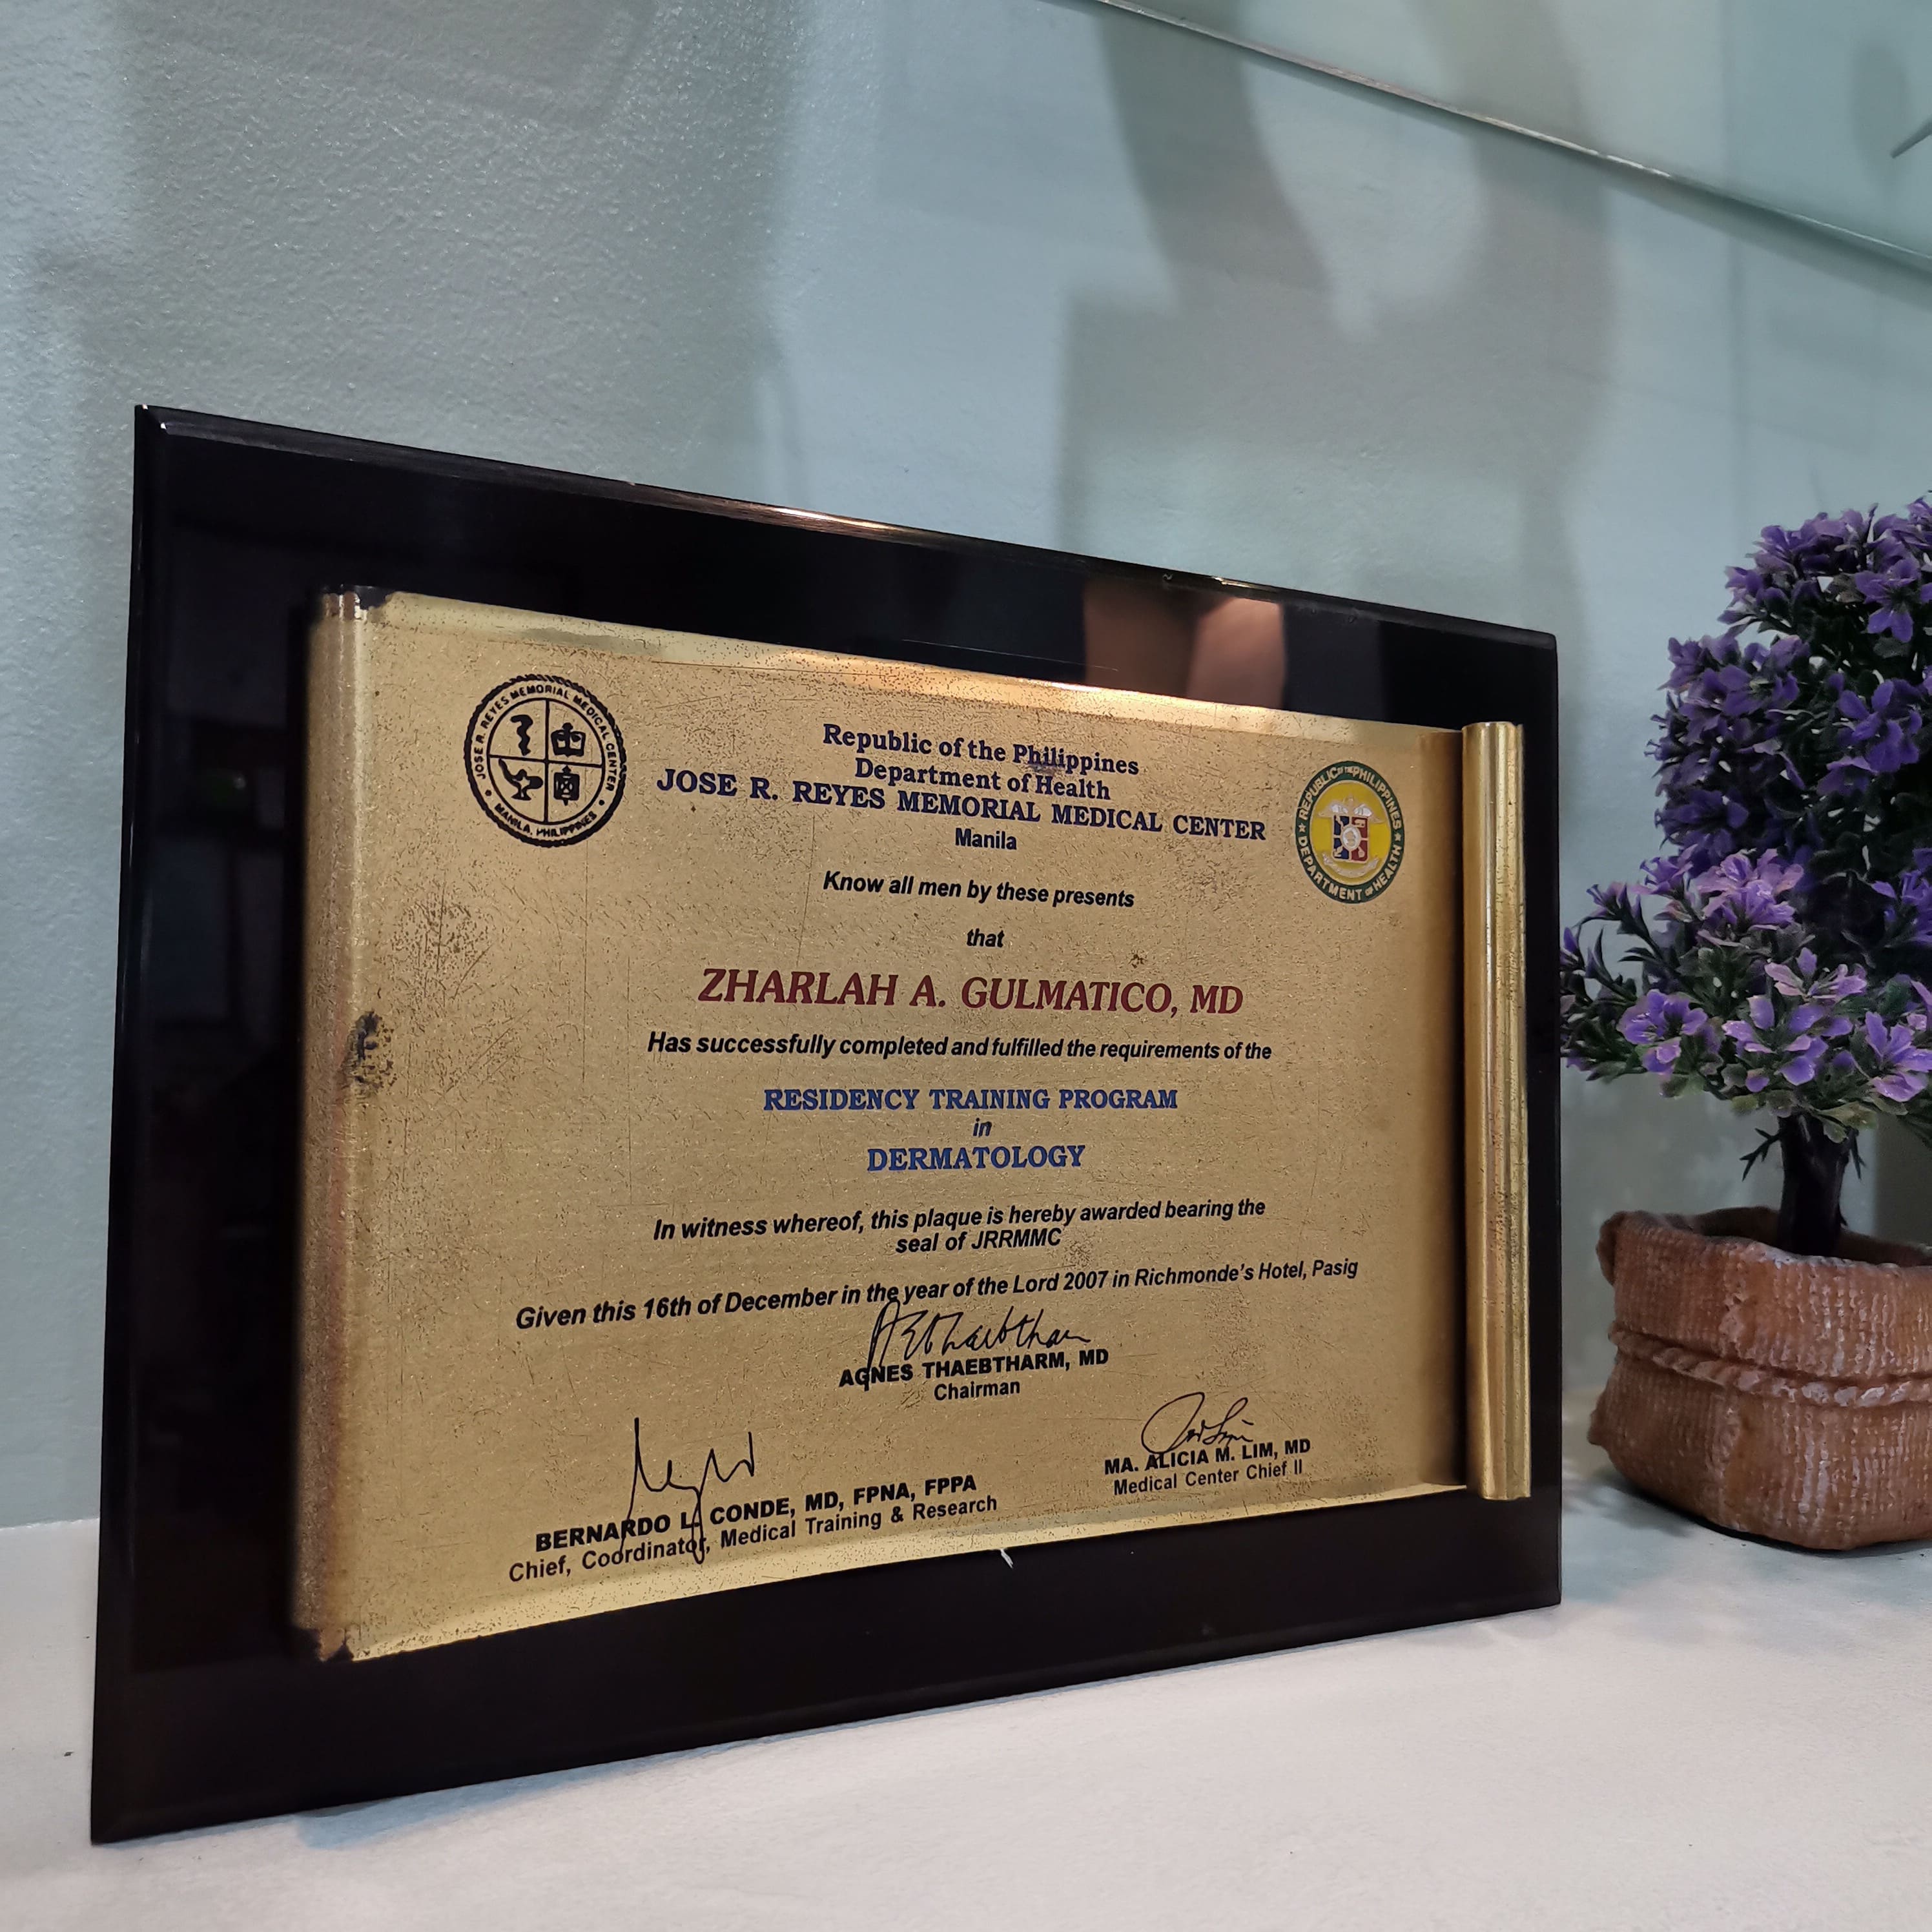 JOSE R. REYES MEMORIAL MEDICAL CENTER
MANILA, PHILIPPINES
Republic of the Philippines
Department of Health
JOSE R. REYES MEMORIAL MEDICAL CENTER
Manila
REPUBLIC OF THE PHILIPPINES
DEPARTMENT OF HEALTH
Know all men by these presents
that
ZHARLAH A. GULMATICO, MD
Has successfully completed and fulfilled the requirements of the
RESIDENCY TRAINING PROGRAM
in
DERMATOLOGY
In witness whereof, this plaque is hereby awarded bearing the
seal of JRRMMC
Given this 16th of December in the year of the Lord 2007 in Richmonde's Hotel, Pasig
AGNES THAEBTHARM, MD
Chairman
BERNARDO L. CONDE, MD, FPNA, FPPA
Chief, Coordinator, Medical Training & Research
MA. ALICIA M. LIM, MD
Medical Center Chief II